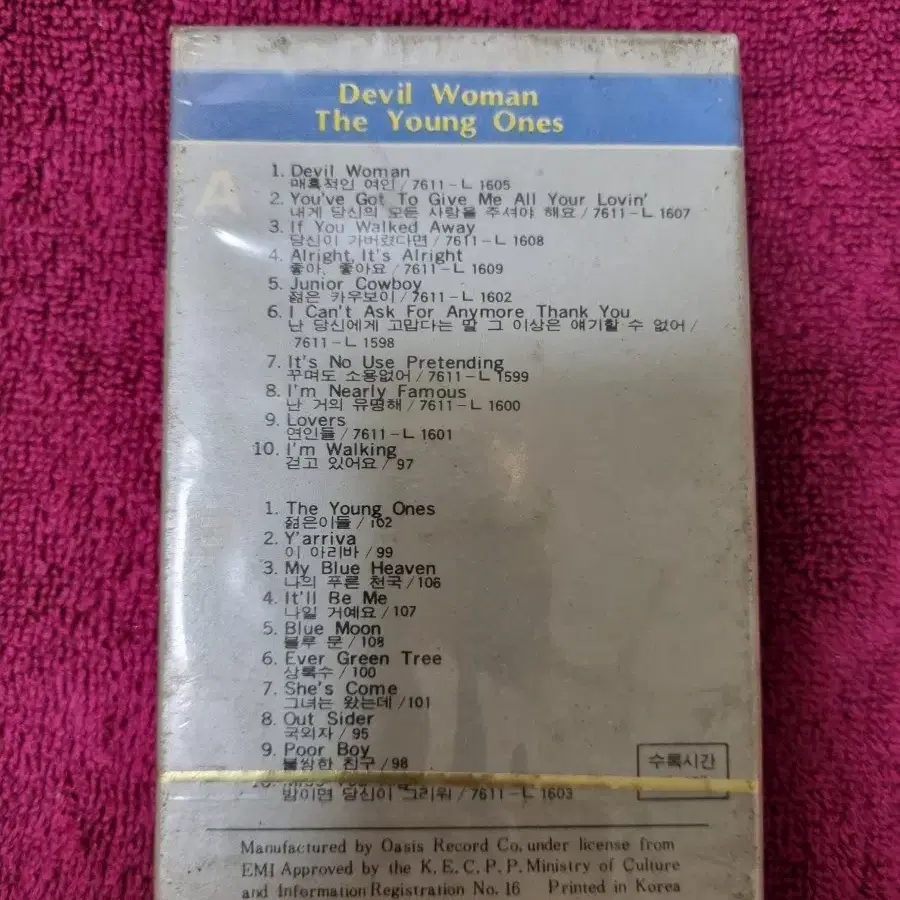 Devil Woman
The Young Ones
A
1. Devil Woman
매혹적인 여인 / 7611-L 1605
2. You've Got To Give Me All Your Lovin'
내게 당신의 모든 사랑을 주셔야 해요 / 7611-L 1607
3. If You Walked Away
당신이 가버렸다면 / 7611-L 1608
4. Alright, It's Alright
좋아, 좋아요 / 7611-L 1609
5. Junior Cowboy
젊은 카우보이 / 7611-L 1602
6. I Can't Ask For Anymore Thank You
난 당신에게 고맙다는 말 그 이상은 얘기할 수 없어 /
7611-L 1598
7. It's No Use Pretending
꾸며도 소용없어 / 7611-L 1599
8. I'm Nearly Famous
난 거의 유명해 / 7611-L 1600
9. Lovers
연인들 / 7611-L 1601
10. I'm Walking
걷고 있어요 / 97
1. The Young Ones
젊은이들 / 102
2. Y'arriva
이 아리바 / 99
3. My Blue Heaven
나의 푸른 천국 / 106
4. It'll Be Me
나일 거예요 / 107
5. Blue Moon
블루 문 / 108
6. Ever Green Tree
상록수 / 100
7. She's Come
그녀는 왔는데 / 101
8. Out Sider
국외자 / 95
9. Poor Boy
불쌍한 친구 / 98
10.
밤이면 당신이 그리워 / 7611-L 1603
수록시간
Manufactured by Oasis Record Co. under license from
EMI Approved by the K. E. C. P. P. Ministry of Culture
and Information Registration No. 16 Printed in Korea